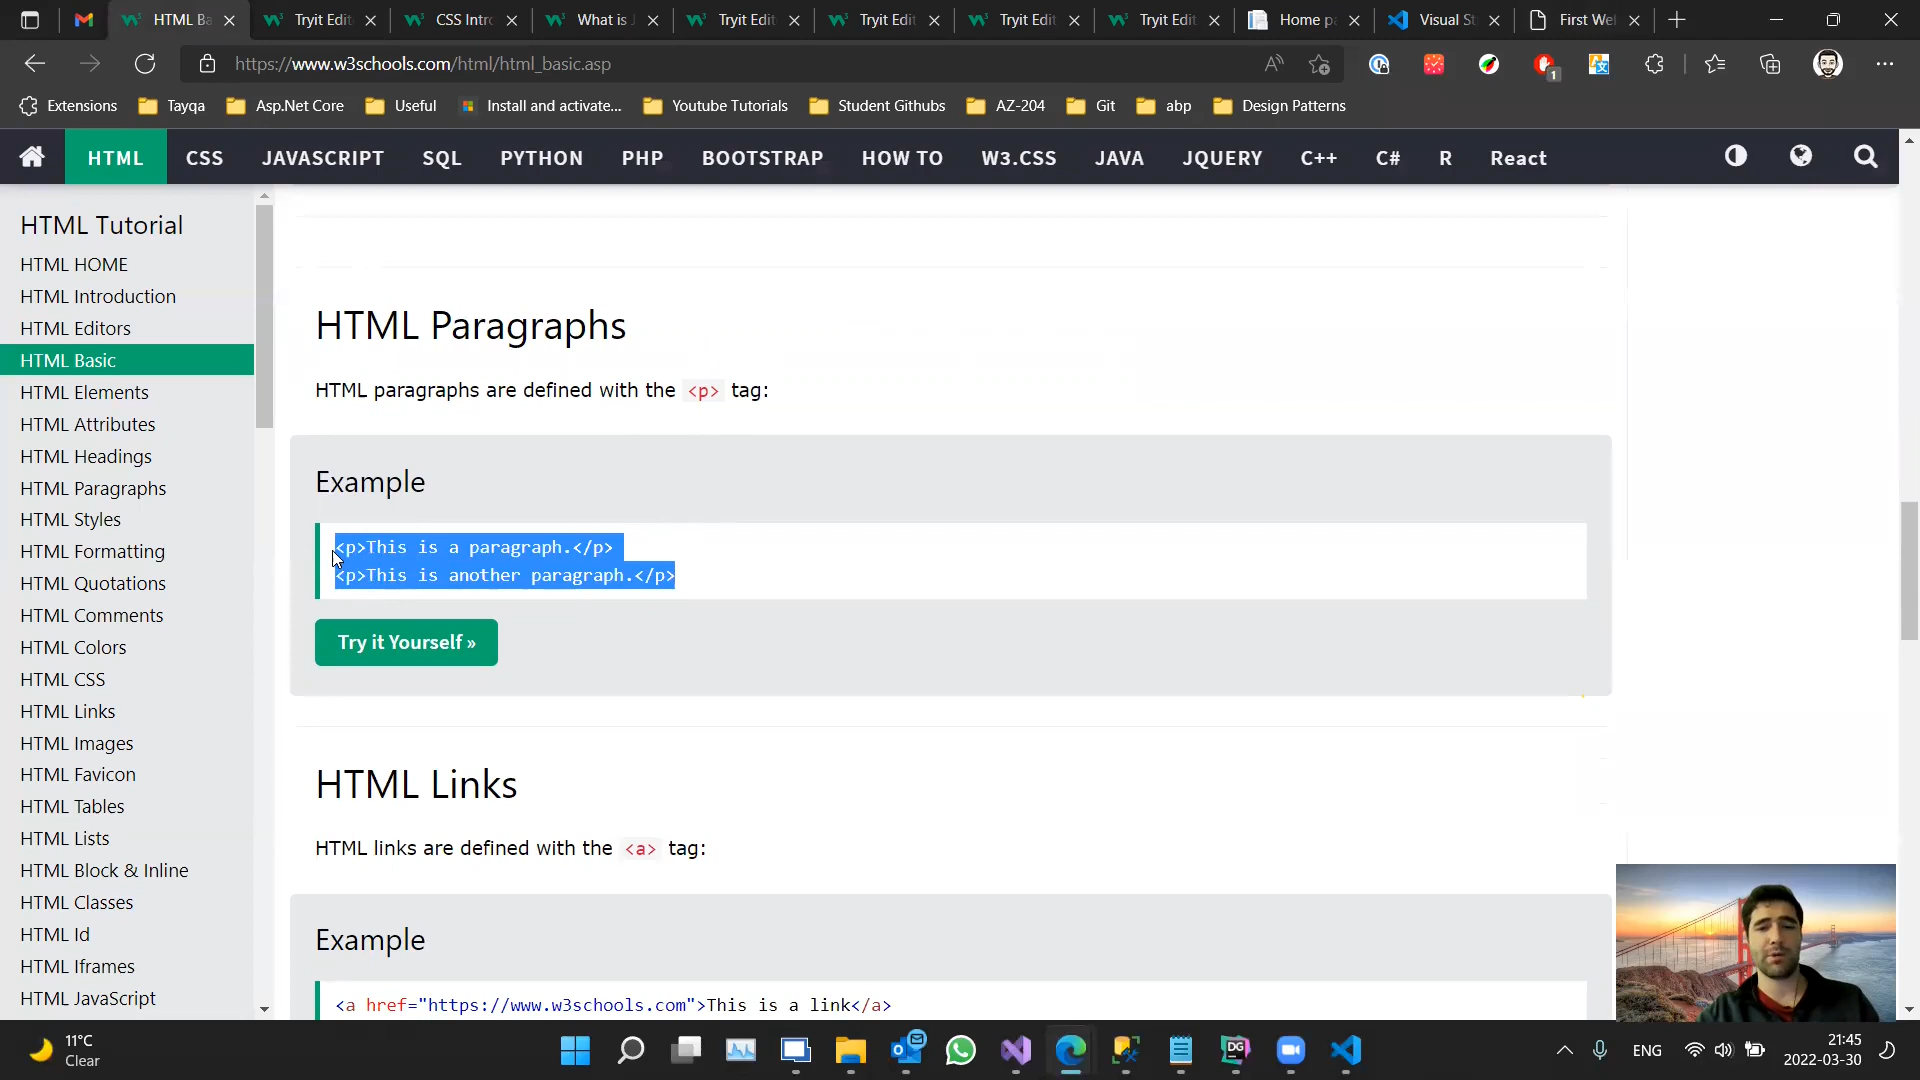 HTML Ba
Tryit Edit
CSS Intro
What is J
Tryit Edit
Tryit Edit
Tryit Edit
Tryit Edit
Home pa
Visual St
First Wel
https://www.w3schools.com/html/html_basic.asp
1
Extensions
Tayqa
Asp.Net Core
Useful
Install and activate...
Youtube Tutorials
Student Githubs
AZ-204
Git
abp
Design Patterns
HTML
CSS
JAVASCRIPT
SQL
PYTHON
PHP
BOOTSTRAP
HOW TO
W3.CSS
JAVA
JQUERY
C++
C#
R
React
HTML Tutorial
HTML HOME
HTML Introduction
HTML Editors
HTML Basic
HTML Elements
HTML Attributes
HTML Headings
HTML Paragraphs
HTML Styles
HTML Formatting
HTML Quotations
HTML Comments
HTML Colors
HTML CSS
HTML Links
HTML Images
HTML Favicon
HTML Tables
HTML Lists
HTML Block & Inline
HTML Classes
HTML Id
HTML Iframes
HTML JavaScript
HTML Paragraphs
HTML paragraphs are defined with the <p> tag:
Example
<p>This is a paragraph.</p>
<p>This is another paragraph.</p>
Try it Yourself »
HTML Links
HTML links are defined with the <a> tag:
Example
<a href="https://www.w3schools.com">This is a link</a>
11°C
Clear
DG
ENG
21:45
2022-03-30